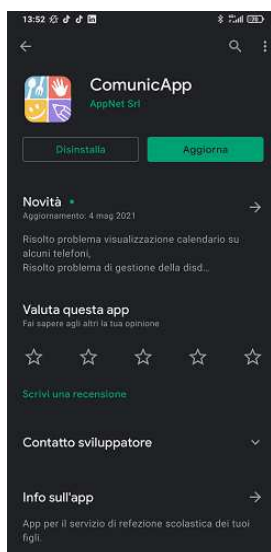 13:52
ComunicApp
AppNet Srl
Disinstalla
Aggiorna
Novità
Aggiornamento: 4 mag 2021
Risolto problema visualizzazione calendario su
alcuni telefoni,
Risolto problema di gestione della disd...
Valuta questa app
Fai sapere agli altri la tua opinione
Scrivi una recensione
Contatto sviluppatore
Info sull'app
App per il servizio di refezione scolastica dei tuoi
figli.